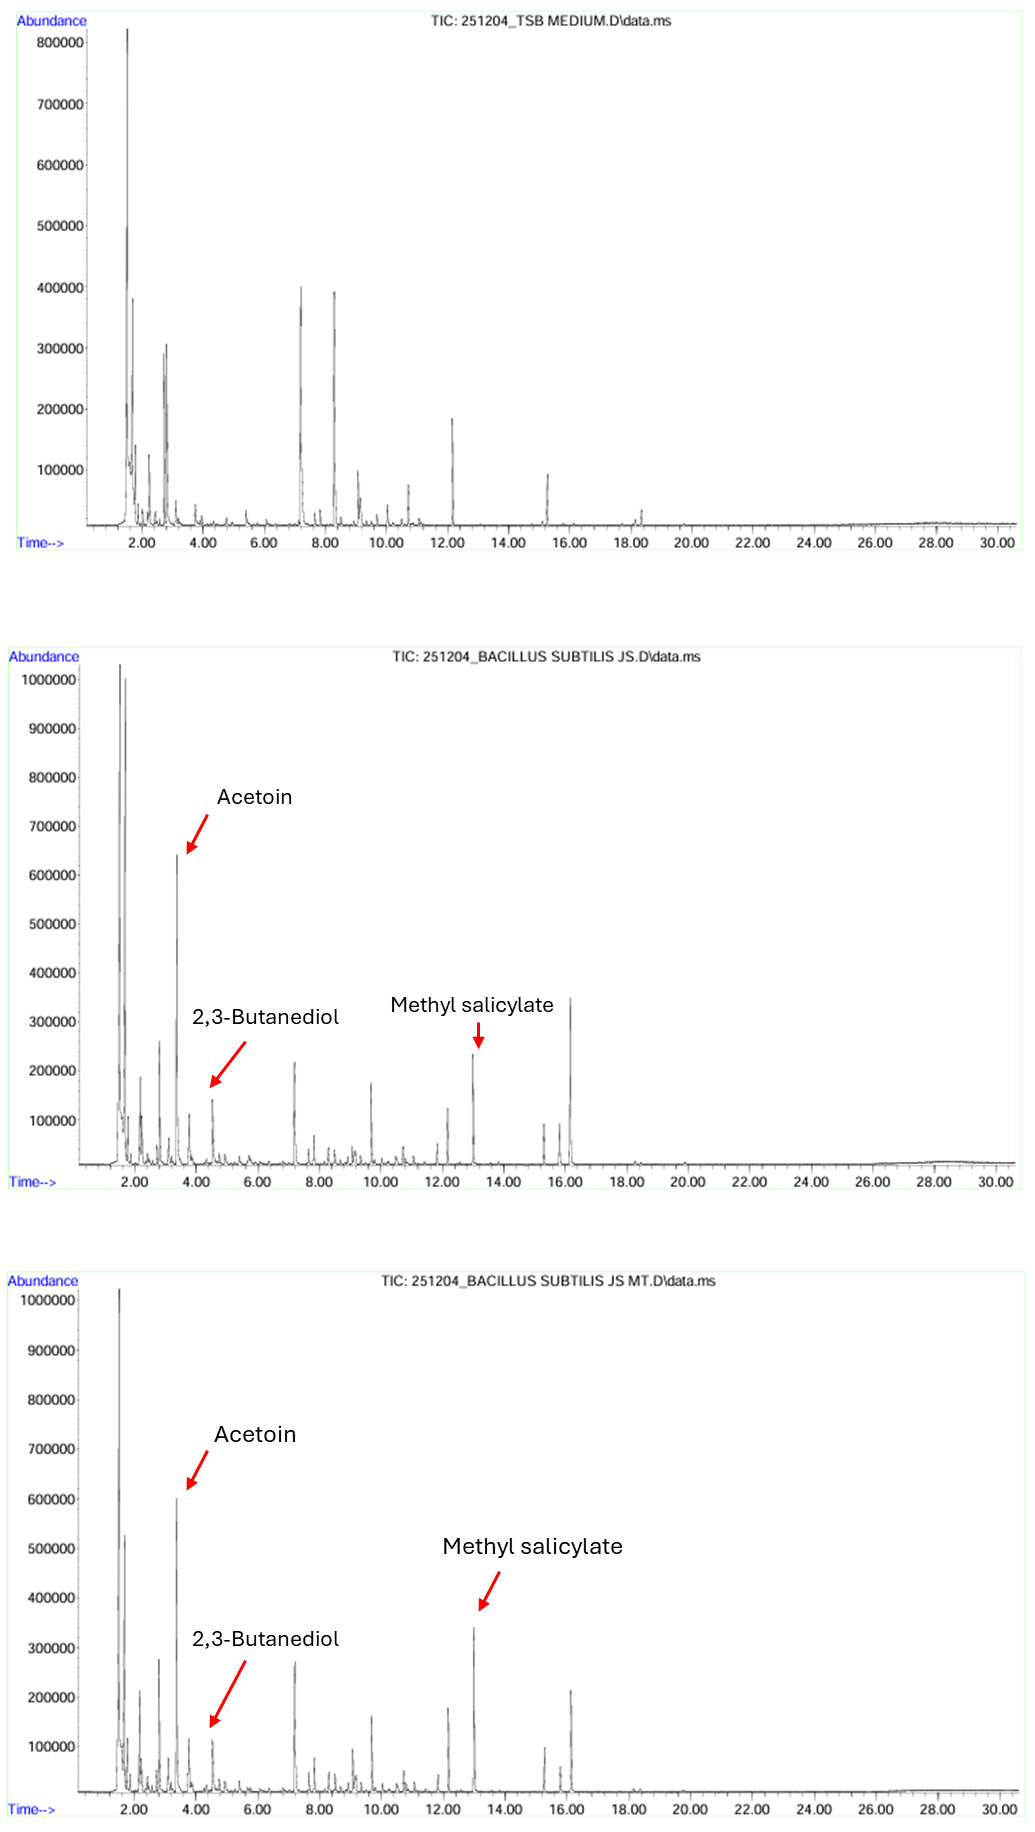 Abundance
TIC: 251204_TSB MEDIUM.D\data.ms
800000
700000
600000
500000
400000
300000
200000
100000
2.00 4.00 6.00 8.00 10.00 12.00 14.00 16.00 18.00 20.00 22.00 24.00 26.00 28.00 30.00
Time-->
Abundance
TIC: 251204_BACILLUS SUBTILIS JS.D\data.ms
1000000
900000
800000
Acetoin
700000
600000
500000
400000
300000
2,3-Butanediol
Methyl salicylate
200000
100000
2.00 4.00 6.00 8.00 10.00 12.00 14.00 16.00 18.00 20.00 22.00 24.00 26.00 28.00 30.00
Time-->
Abundance
TIC: 251204_BACILLUS SUBTILIS JS MT.D\data.ms
1000000
900000
800000
Acetoin
700000
600000
500000
Methyl salicylate
400000
300000
2,3-Butanediol
200000
100000
2.00 4.00 6.00 8.00 10.00 12.00 14.00 16.00 18.00 20.00 22.00 24.00 26.00 28.00 30.00
Time-->